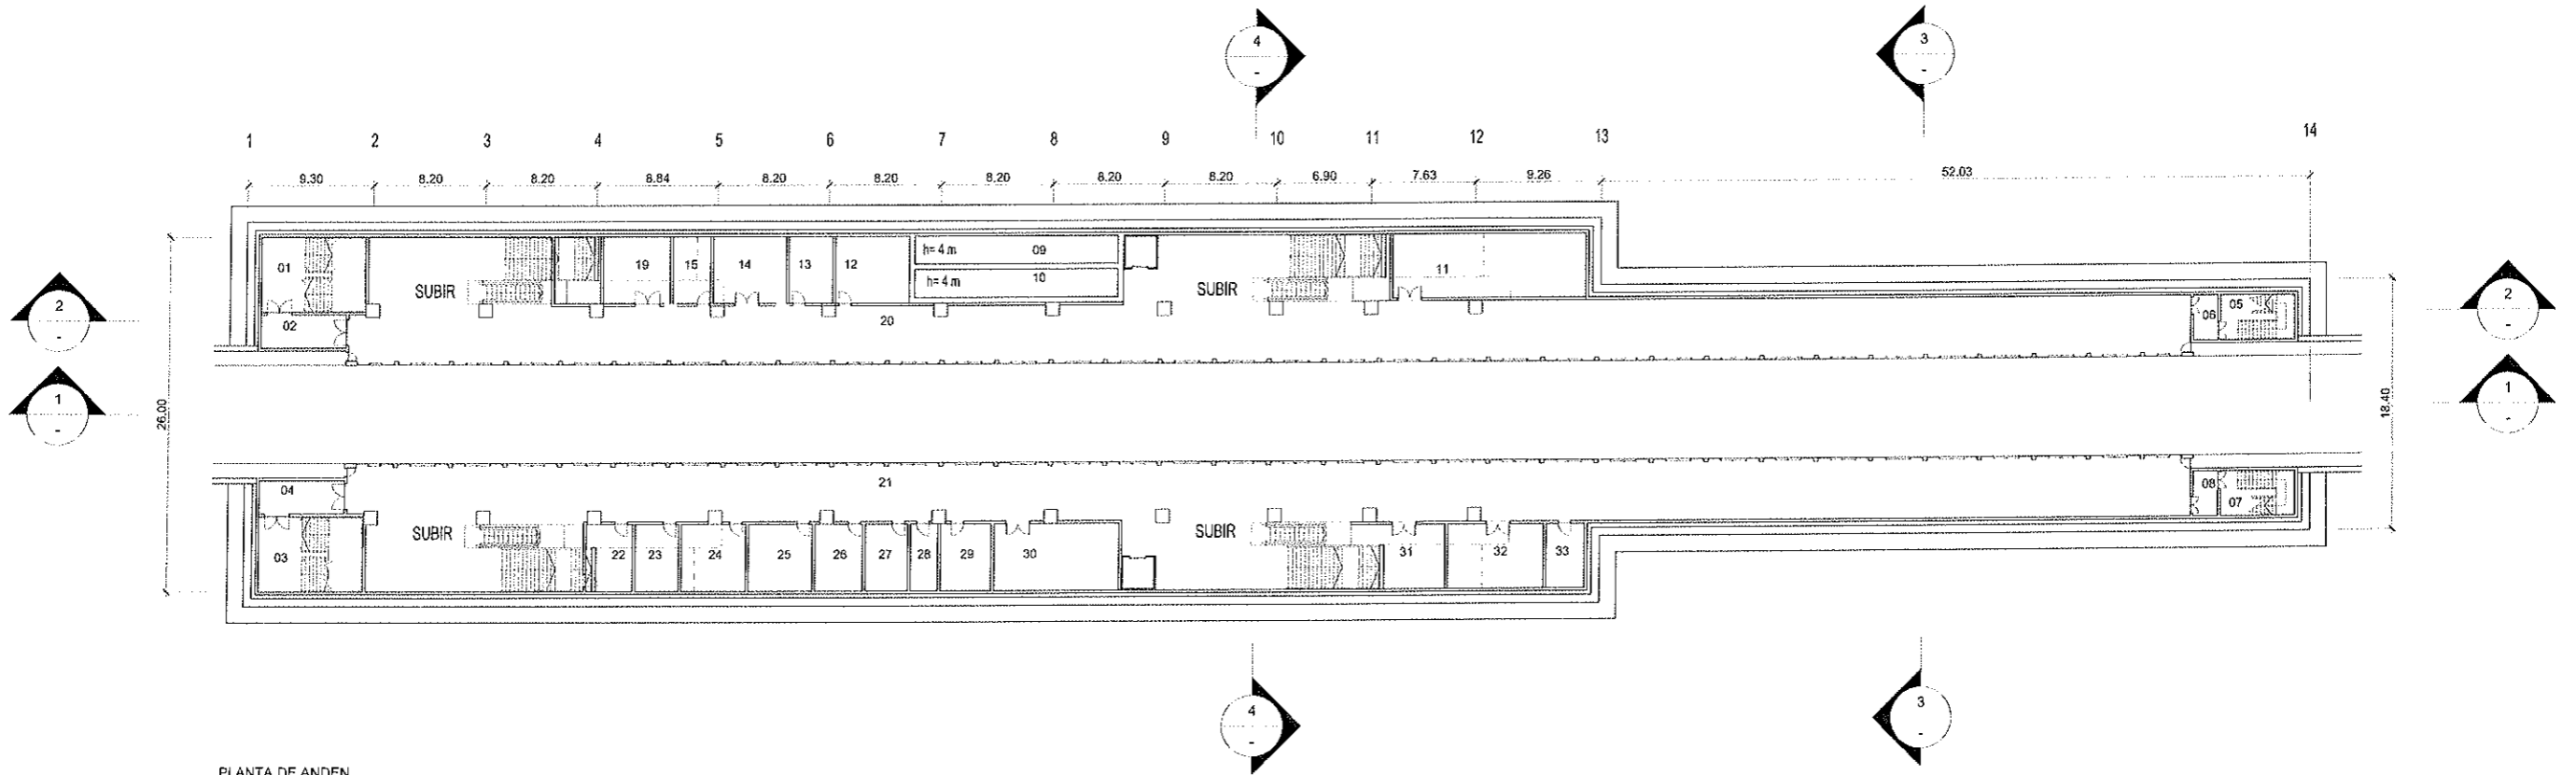 4 3
- -
1 2 3 4 5 6 7 8 9 10 11 12 13 14
9.30 8.20 8.20 8.84 8.20 8.20 8.20 8.20 8.20 6.90 7.63 9.26 52.03
01 SUBIR 19 15 14 13 12 h= 4 m 09 SUBIR 11 05
h= 4 m 10
02 20 06
2 2
- -
1 1
- -
26.00 18.40
04 21 08
03 SUBIR 22 23 24 25 26 27 28 29 30 SUBIR 31 32 33 07
4 3
- -
PLANTA DE ANDEN